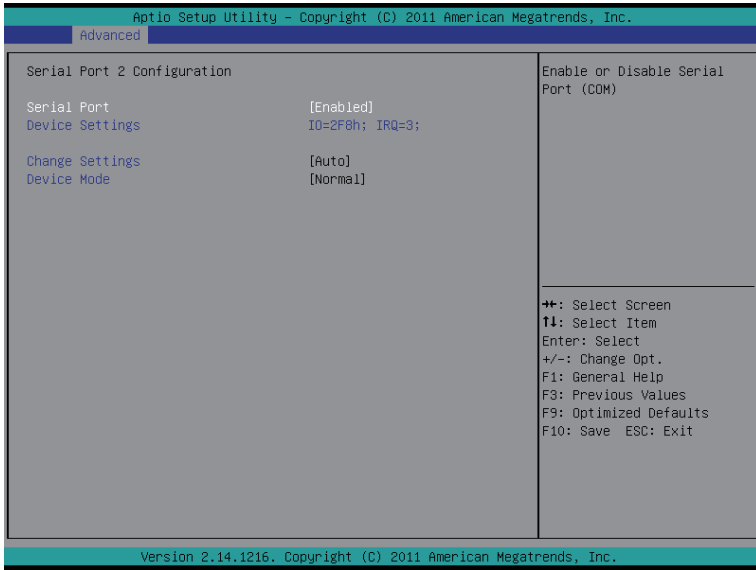 Aptio Setup Utility – Copyright (C) 2011 American Megatrends, Inc.
Advanced
Serial Port 2 Configuration
Serial Port [Enabled]
Device Settings IO=2F8h; IRQ=3;
Change Settings [Auto]
Device Mode [Normal]
Enable or Disable Serial
Port (COM)
→←: Select Screen
↑↓: Select Item
Enter: Select
+/-: Change Opt.
F1: General Help
F3: Previous Values
F9: Optimized Defaults
F10: Save ESC: Exit
Version 2.14.1216. Copyright (C) 2011 American Megatrends, Inc.